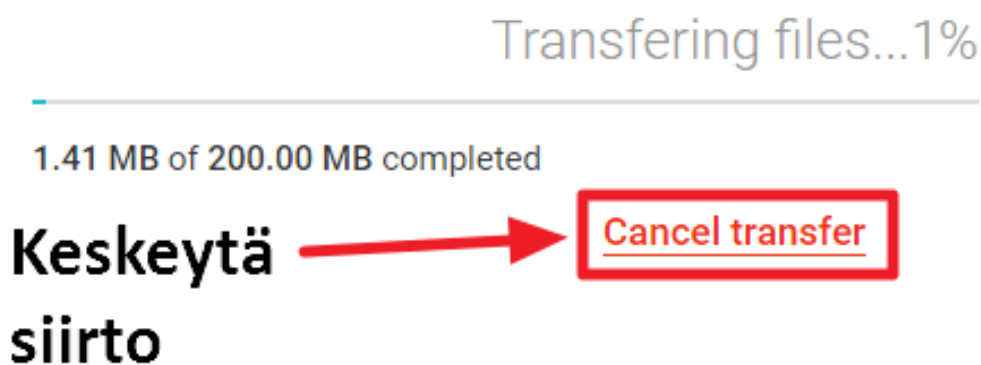 Transfering files...1%
1.41 MB of 200.00 MB completed
Cancel transfer
Keskeytä
siirto